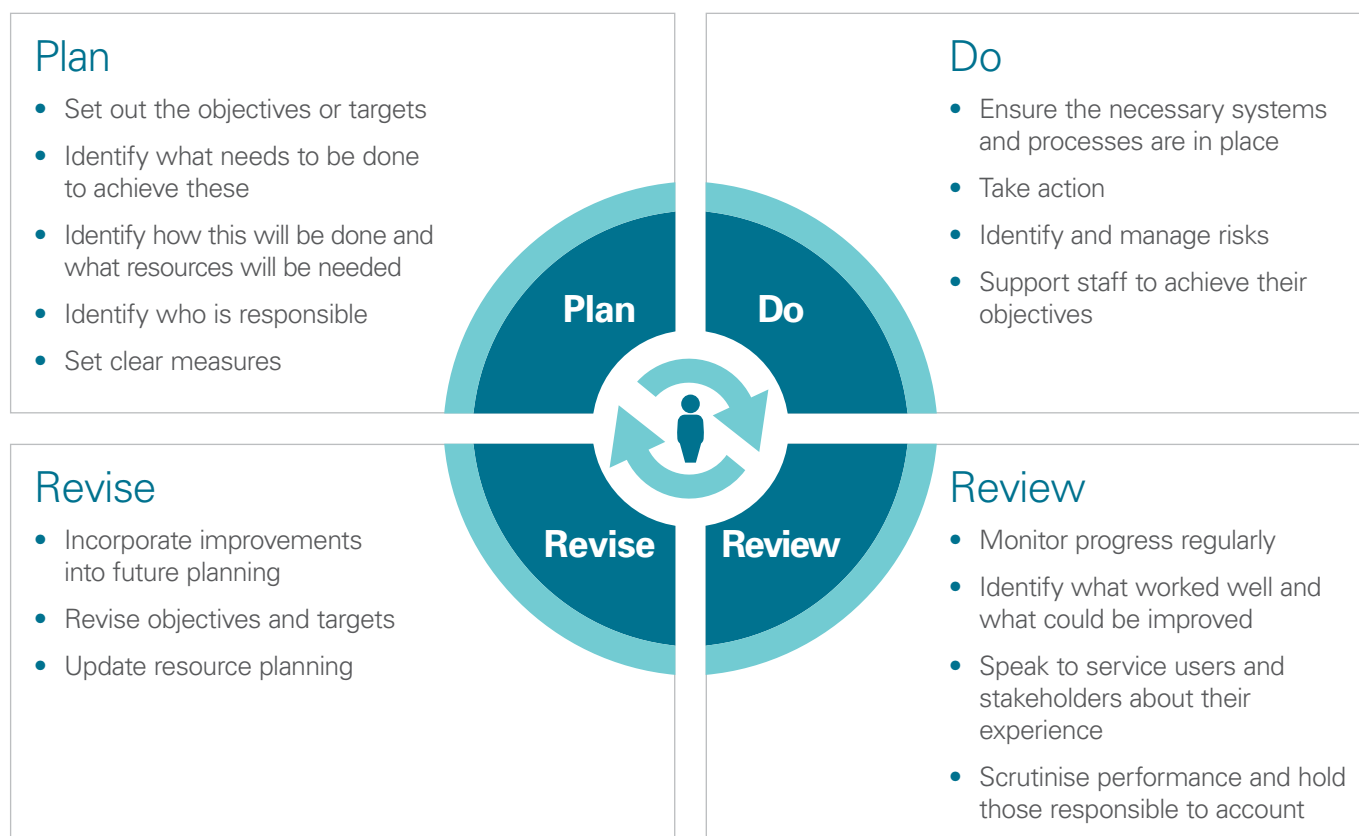 Plan
• Set out the objectives or targets
• Identify what needs to be done
to achieve these
• Identify how this will be done and
what resources will be needed
• Identify who is responsible
• Set clear measures
Do
• Ensure the necessary systems
and processes are in place
• Take action
• Identify and manage risks
• Support staff to achieve their
objectives
Plan
Do
Revise
Review
Revise
• Incorporate improvements
into future planning
• Revise objectives and targets
• Update resource planning
Review
• Monitor progress regularly
• Identify what worked well and
what could be improved
• Speak to service users and
stakeholders about their
experience
• Scrutinise performance and hold
those responsible to account